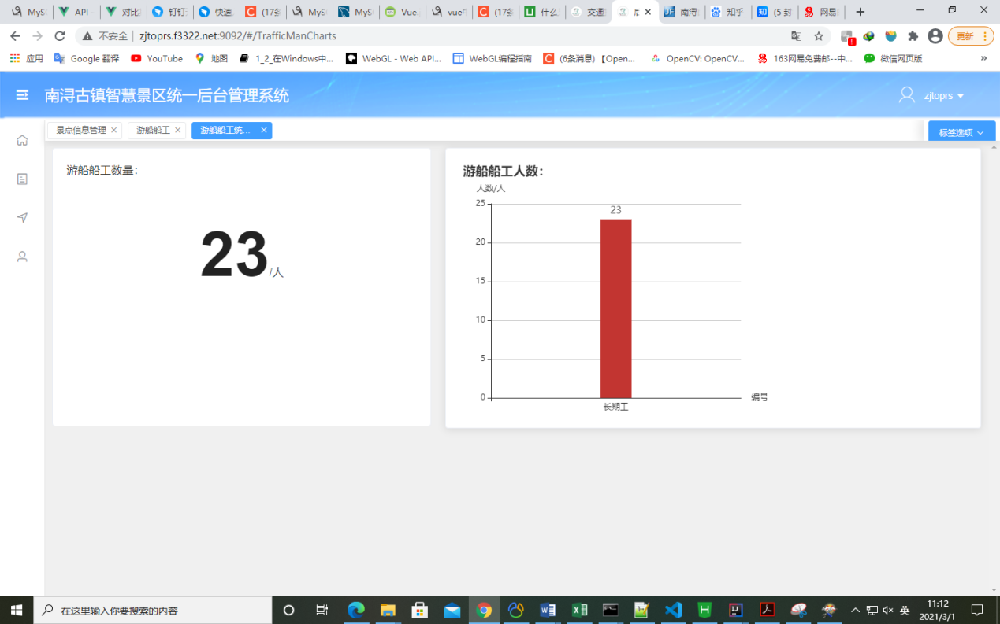 MyS
API -
对比
钉钉
快速
(17条
MyS
MyS
Vue.
vue中
(17条
什么
交通
南浔
知乎_
(5 封
网易
不安全
zjtoprs.f3322.net:9092/#/TrafficManCharts
更新
应用
Google 翻译
YouTube
地图
1_2_在Windows中...
WebGL - Web API...
WebGL编程指南
(6条消息) 【Open...
OpenCV: OpenCV...
163网易免费邮--中...
微信网页版
»
南浔古镇智慧景区统一后台管理系统
zjtoprs
景点信息管理
游船船工
游船船工统...
标签选项
游船船工数量:
23/人
游船船工人数:
人数/人
25
20
15
10
5
0
23
长期工
编号
在这里输入你要搜索的内容
英
11:12
2021/3/1